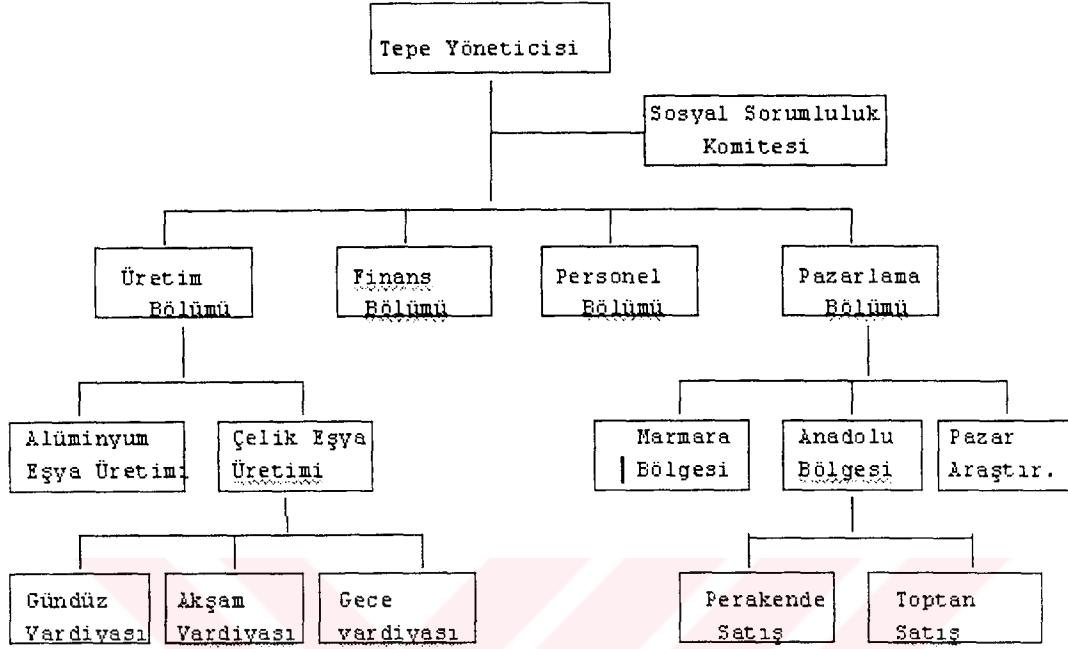 Tepe Yöneticisi
Sosyal Sorumluluk
Komitesi
Üretim
Bölümü
Finans
Bölümü
Personel
Bölümü
Pazarlama
Bölümü
Alüminyum
Eşya Üretimi
Çelik Eşya
Üretimi
Marmara
Bölgesi
Anadolu
Bölgesi
Pazar
Araştır.
Gündüz
Vardiyası
Akşam
Vardiyası
Gece
vardiyası
Perakende
Satış
Toptan
Satış